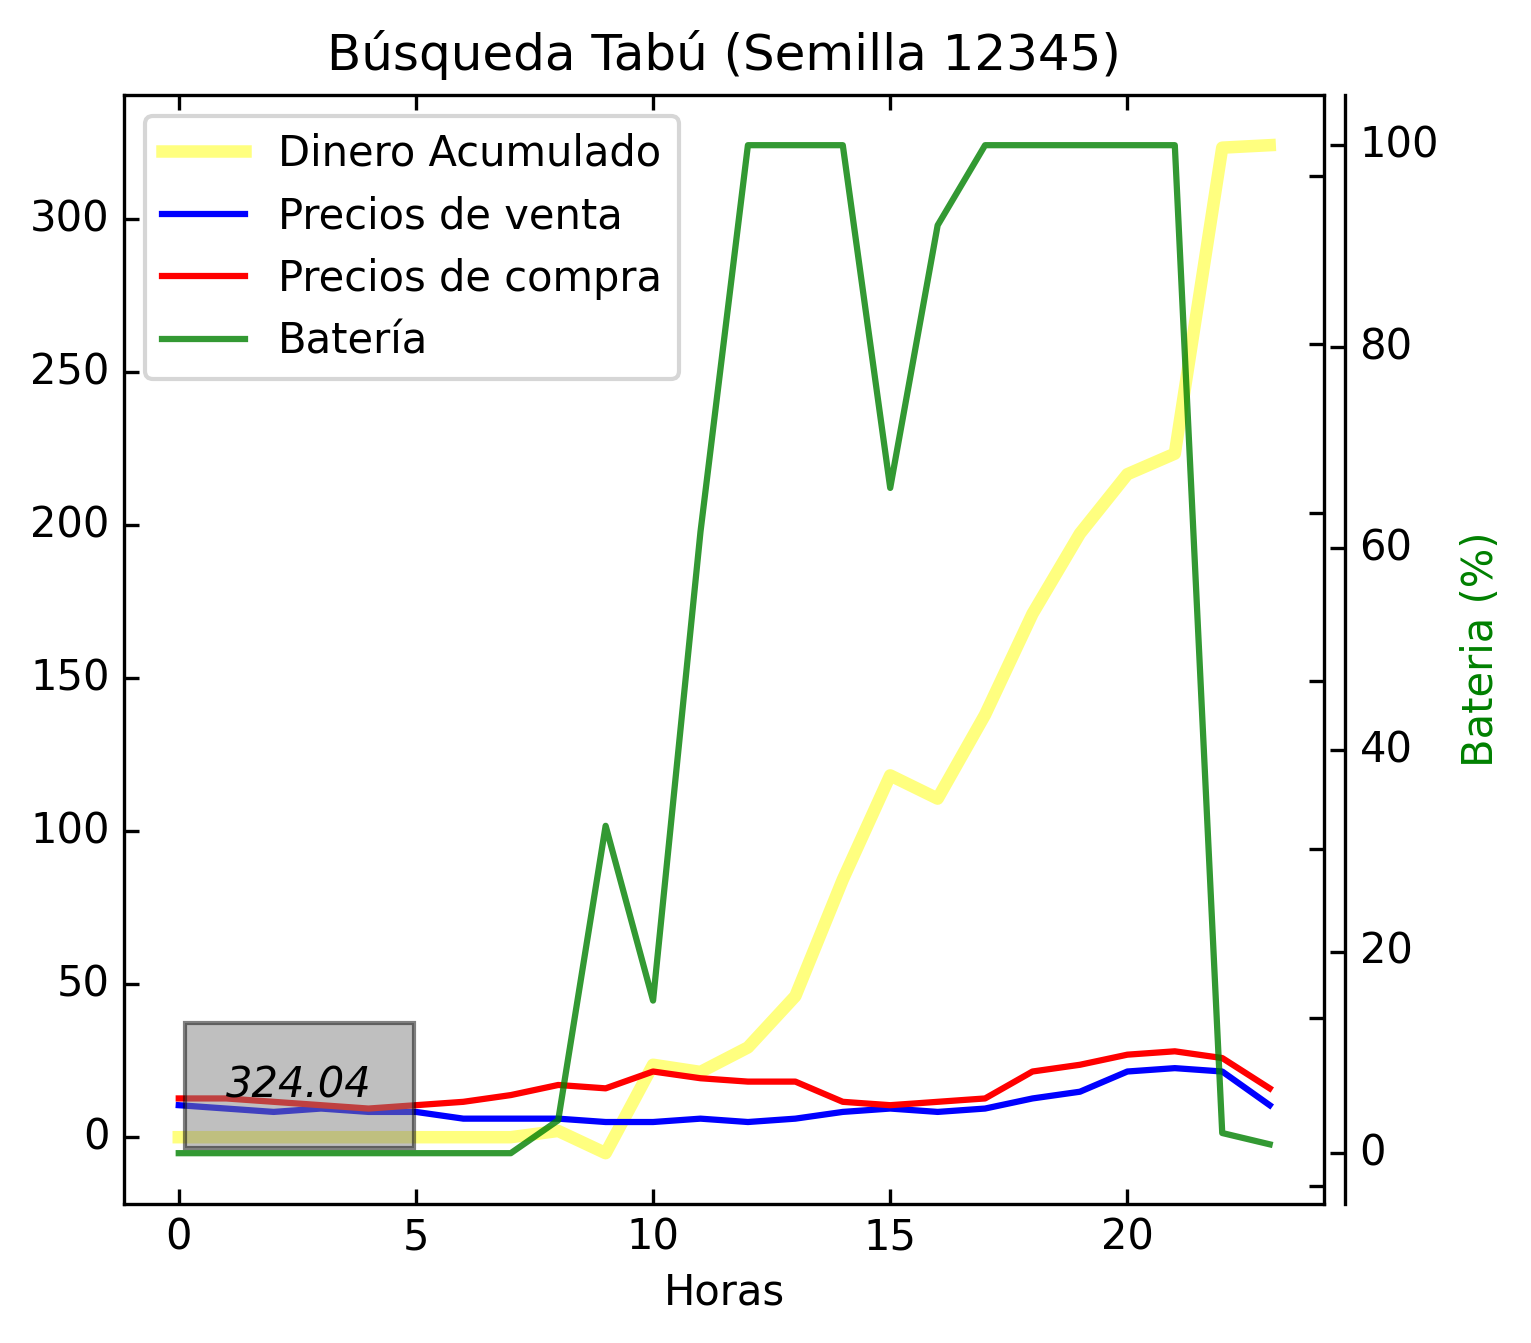 Búsqueda Tabú (Semilla 12345)
Dinero Acumulado
Precios de venta
Precios de compra
Batería
300
250
200
150
100
50
0
324.04
100
80
60
40
20
0
Bateria (%)
0 5 10 15 20
Horas